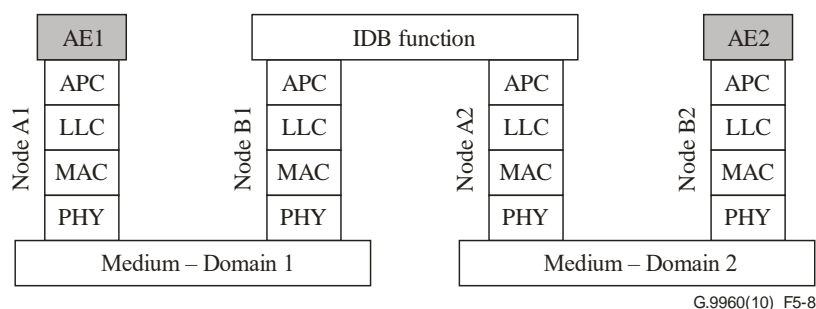 AE1 IDB function AE2
APC APC APC APC
LLC LLC LLC LLC
MAC MAC MAC MAC
PHY PHY PHY PHY
Node A1 Node B1 Node A2 Node B2
Medium – Domain 1 Medium – Domain 2
G.9960(10)_F5-8